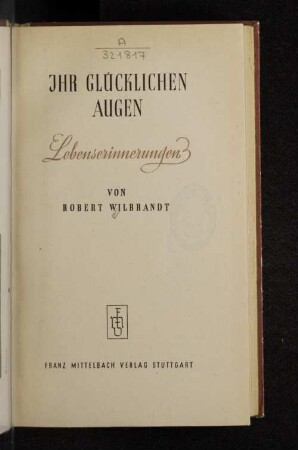 A
321817
IHR GLÜCKLICHEN
AUGEN
Lebenserinnerungen
VON
ROBERT WILBRANDT
FRANZ MITTELBACH VERLAG STUTTGART